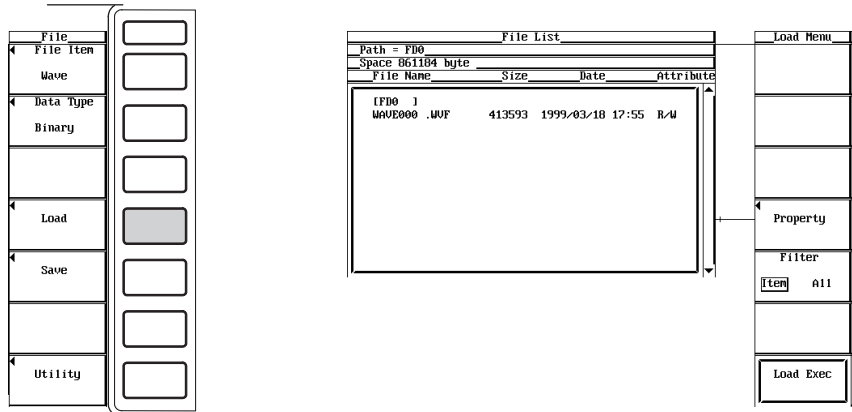 File
File Item
Wave
Data Type
Binary
Load
Save
Utility
File List
Path = FD0
Space 861184 byte
File Name Size Date Attribute
[FD0 ]
WAVE000 .WVF 413593 1999/03/18 17:55 R/W
Load Menu
Property
Filter
Item All
Load Exec